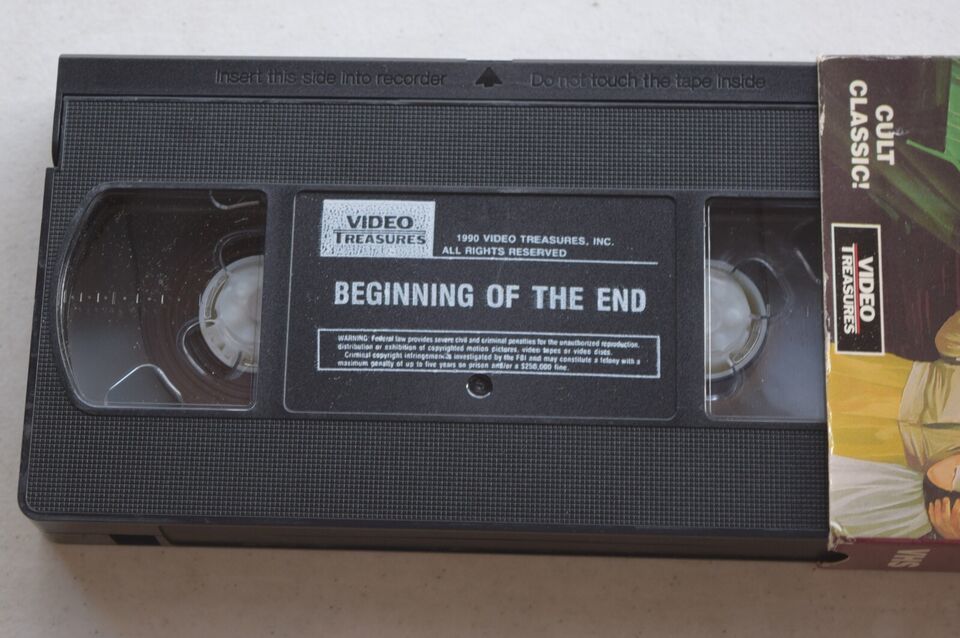 Insert this side into recorder
Do not touch the tape inside
VIDEO
TREASURES
1990 VIDEO TREASURES, INC.
ALL RIGHTS RESERVED
BEGINNING OF THE END
WARNING: Federal law provides severe civil and criminal penalties for the unauthorized reproduction,
distribution or exhibition of copyrighted motion pictures, video tapes or video discs.
Criminal copyright infringement is investigated by the FBI and may constitute a felony with a
maximum penalty of up to five years on prison and/or a $250,000 fine.
CULT
CLASSIC!
VIDEO
TREASURES
VHS